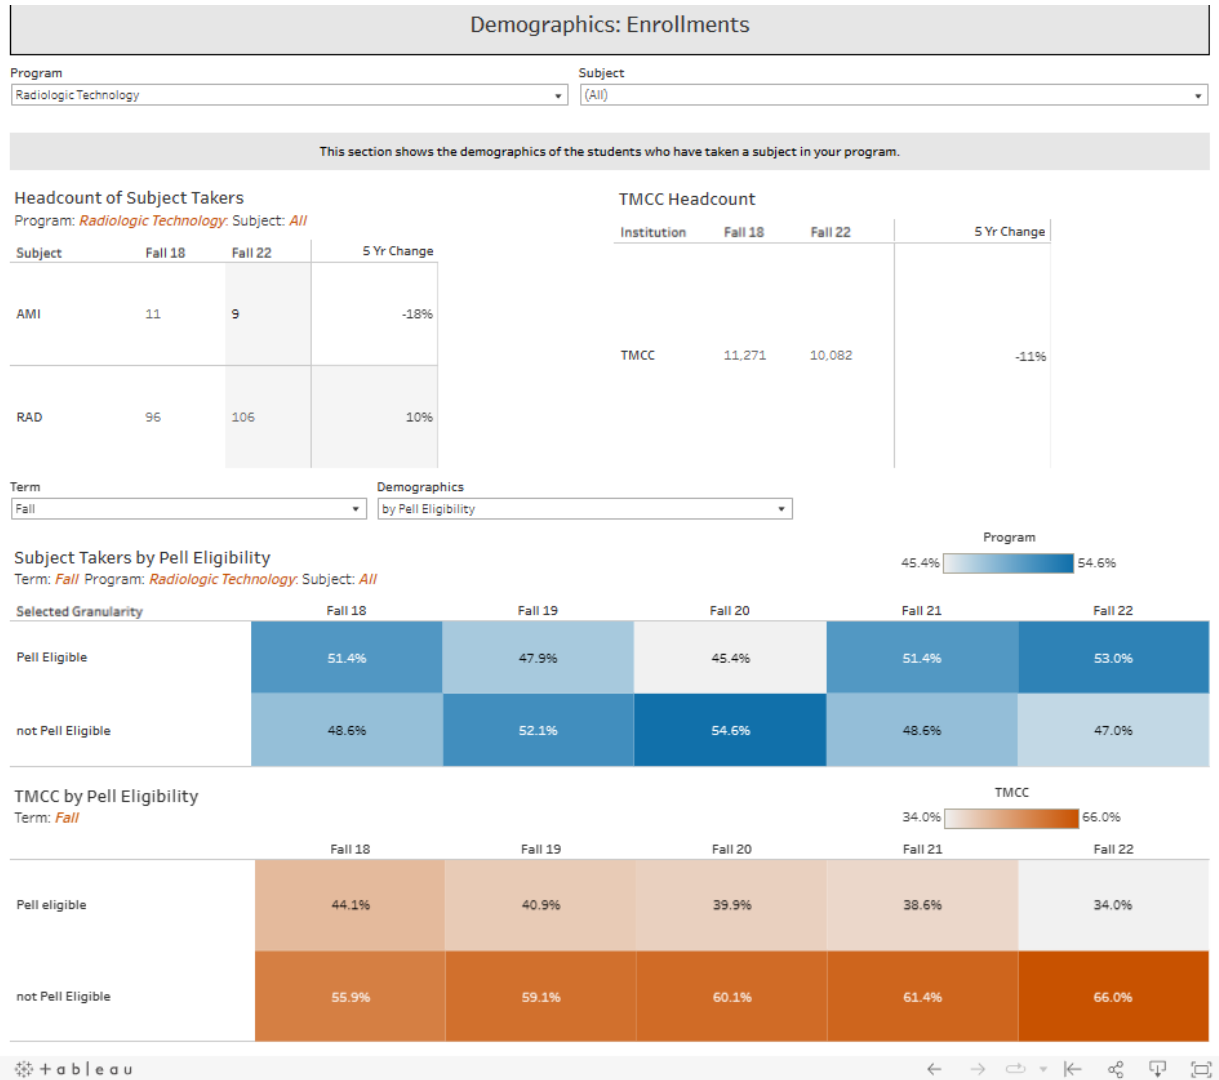 Demographics: Enrollments
Program
Subject
Radiologic Technology
(All)
This section shows the demographics of the students who have taken a subject in your program.
Headcount of Subject Takers
Program: Radiologic Technology. Subject: All
Subject Fall 18 Fall 22 5 Yr Change
AMI 11 9 -18%
RAD 96 106 10%
TMCC Headcount
Institution Fall 18 Fall 22 5 Yr Change
TMCC 11,271 10,082 -11%
Term
Demographics
Fall
by Pell Eligibility
Subject Takers by Pell Eligibility
Term: Fall Program: Radiologic Technology. Subject: All
Program
45.4% 54.6%
Selected Granularity Fall 18 Fall 19 Fall 20 Fall 21 Fall 22
Pell Eligible 51.4% 47.9% 45.4% 51.4% 53.0%
not Pell Eligible 48.6% 52.1% 54.6% 48.6% 47.0%
TMCC by Pell Eligibility
Term: Fall
TMCC
34.0% 66.0%
Fall 18 Fall 19 Fall 20 Fall 21 Fall 22
Pell eligible 44.1% 40.9% 39.9% 38.6% 34.0%
not Pell Eligible 55.9% 59.1% 60.1% 61.4% 66.0%
+ableau